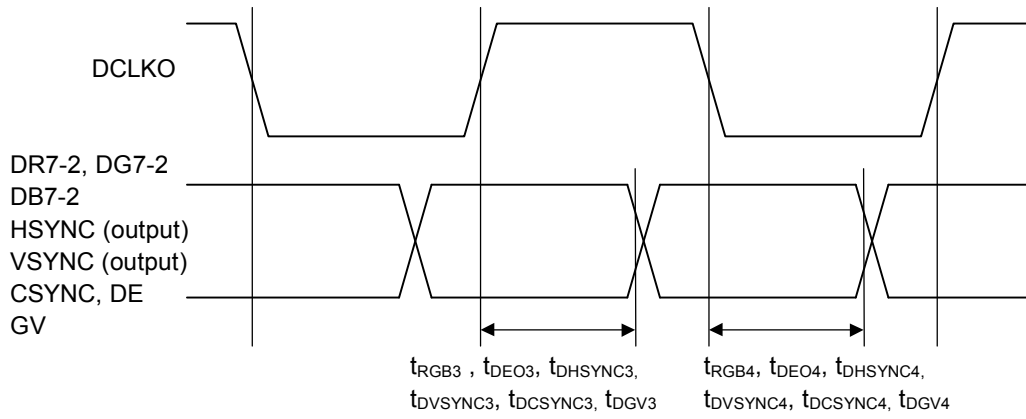 DCLKO
DR7-2, DG7-2
DB7-2
HSYNC (output)
VSYNC (output)
CSYNC, DE
GV
tRGB3 , tDEO3, tDHSYNC3,
tDVSYNC3, tDCSYNC3, tDGV3
tRGB4, tDEO4, tDHSYNC4,
tDVSYNC4, tDCSYNC4, tDGV4